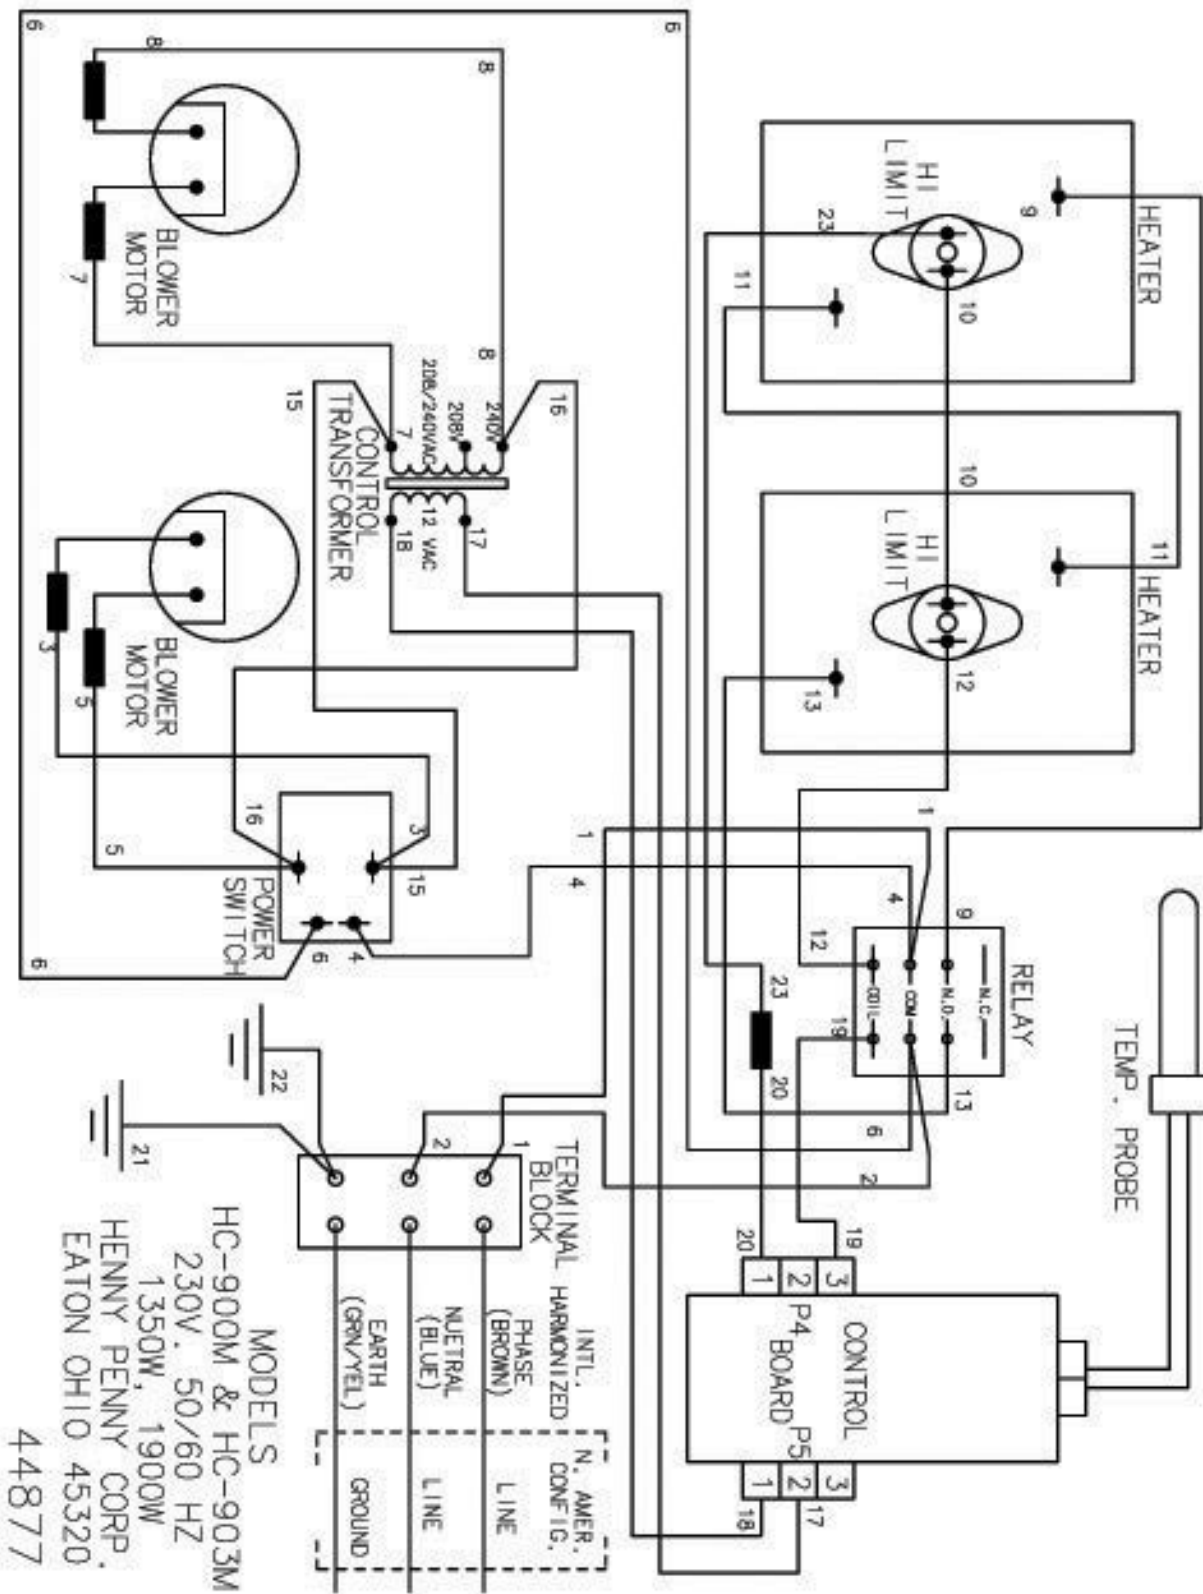 HEATER
HI
LIMIT
9
23
10
11
HEATER
HI
LIMIT
10
11
12
13
RELAY
N.C.
N.O.
COM
COIL
9
4
1
12
13
6
2
19
TEMP. PROBE
1
4
23
20
6
6
8
8
8
BLOWER
MOTOR
7
15
16
240V
208V
208/240VAC
7
CONTROL
TRANSFORMER
12 VAC
17
18
BLOWER
MOTOR
3
5
5
16
3
15
POWER
SWITCH
6
4
6
22
21
2
1
TERMINAL
BLOCK
20
19
1
2
3
P4
CONTROL
BOARD
P5
1
2
3
18
17
INTL.
HARMONIZED
PHASE
(BROWN)
NUETRAL
(BLUE)
EARTH
(GRN/YEL)
N. AMER.
CONFIG.
LINE
LINE
GROUND
MODELS
HC-900M & HC-903M
230V. 50/60 HZ
1350W, 1900W
HENNY PENNY CORP.
EATON OHIO 45320
44877